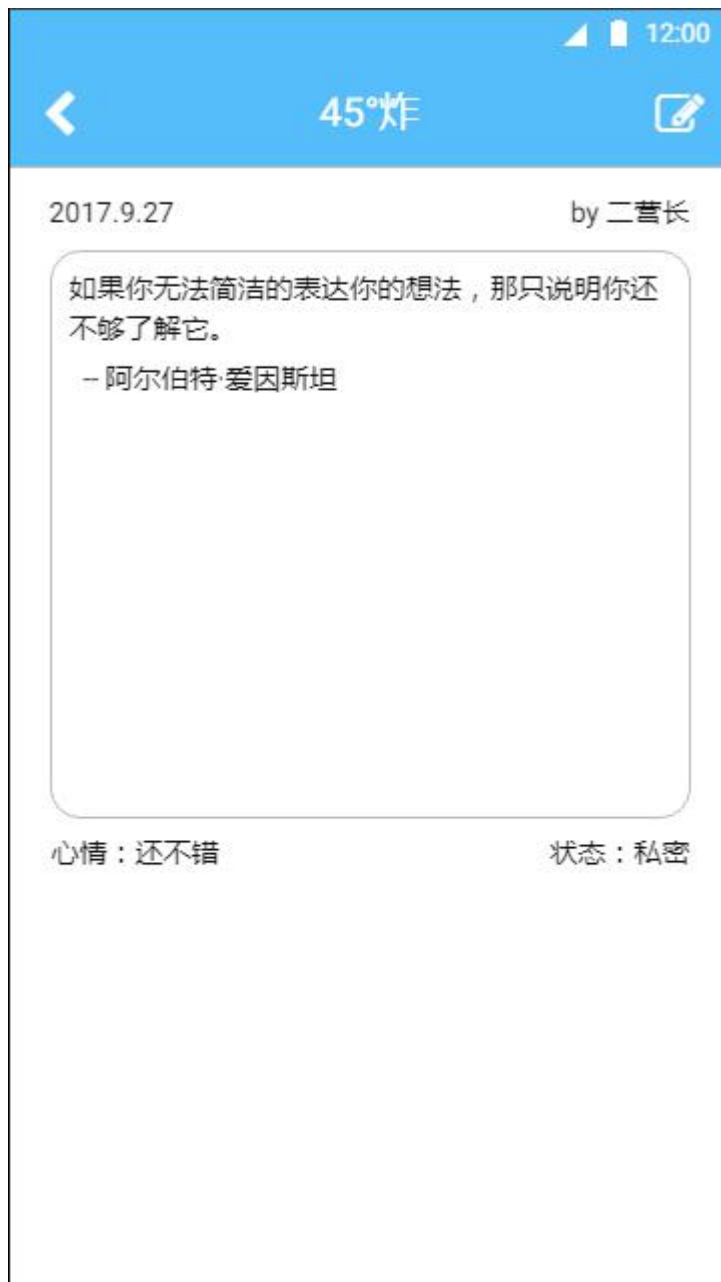 12:00
45°炸
2017.9.27 by 二营长
如果你无法简洁的表达你的想法，那只说明你还
不够了解它。
-- 阿尔伯特·爱因斯坦
心情：还不错 状态：私密